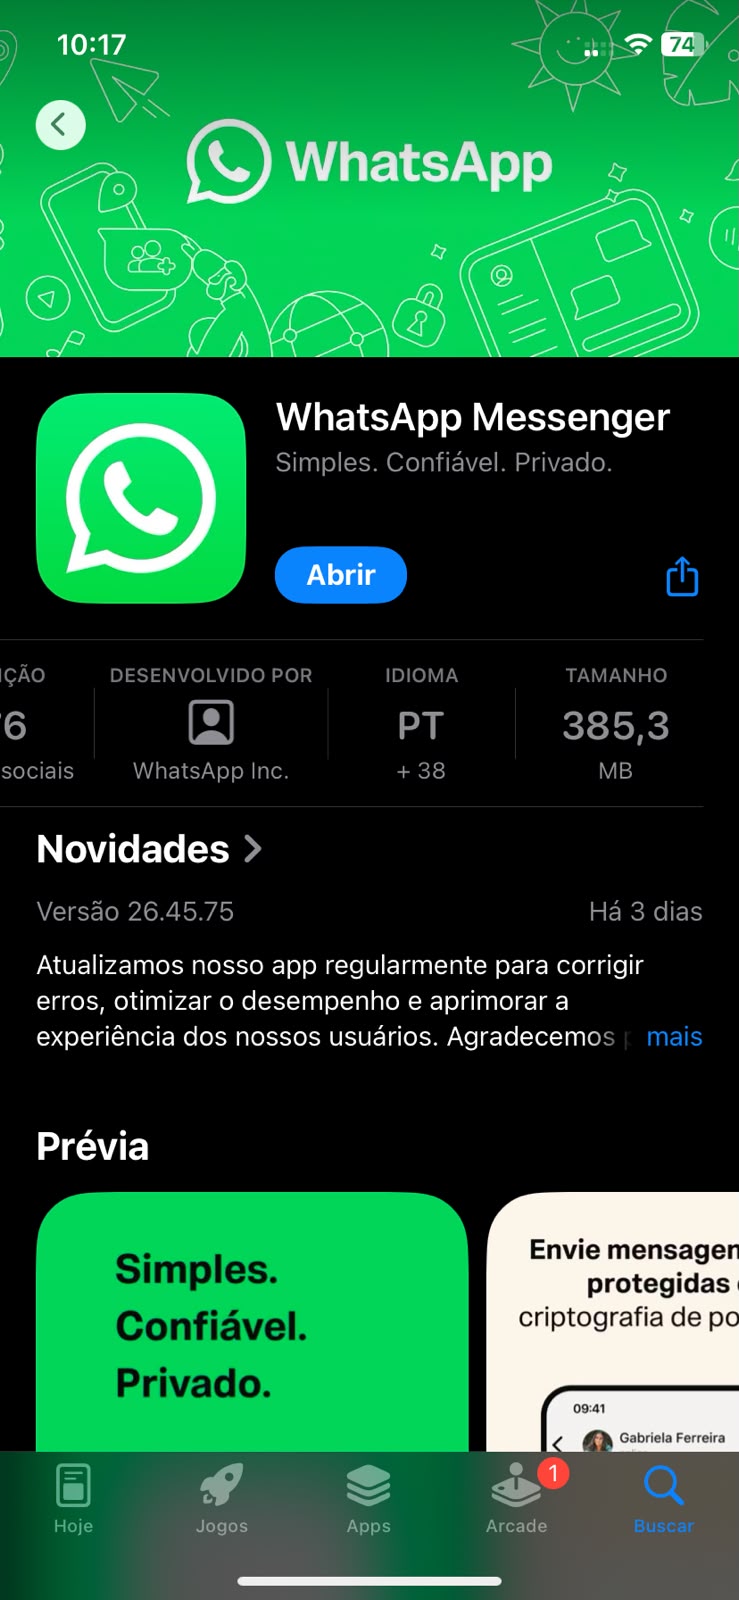 10:17
74
WhatsApp
WhatsApp Messenger
Simples. Confiável. Privado.
Abrir
DESENVOLVIDO POR
IDIOMA
TAMANHO
PT
385,3
sociais
WhatsApp Inc.
+ 38
MB
Novidades
Versão 26.45.75
Há 3 dias
Atualizamos nosso app regularmente para corrigir
erros, otimizar o desempenho e aprimorar a
experiência dos nossos usuários. Agradecemos
mais
Prévia
Simples.
Confiável.
Privado.
Envie
protegidas
criptografia de
09:41
Gabriela Ferreira
1
Hoje
Jogos
Apps
Arcade
Buscar